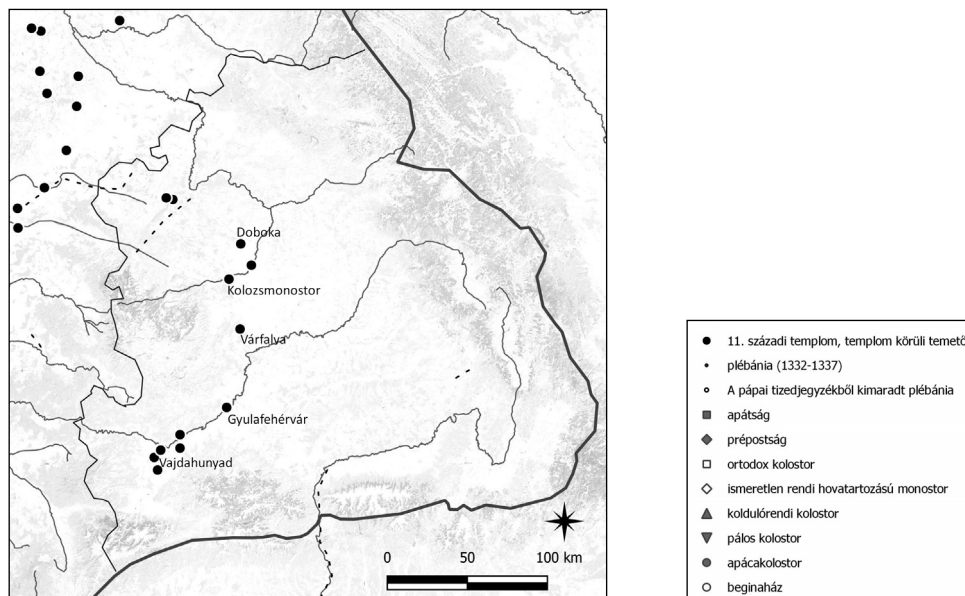 Doboka
Kolozsmonostor
Várfalva
Gyulafehérvár
Vajdahunyad
0 50 100 km
11. századi templom, templom körüli temető
plébánia (1332-1337)
A pápai tizedjegyzékből kimaradt plébánia
apátság
prépostság
ortodox kolostor
ismeretlen rendi hovatartozású monostor
koldulórendi kolostor
pálos kolostor
apácakolostor
beginaház